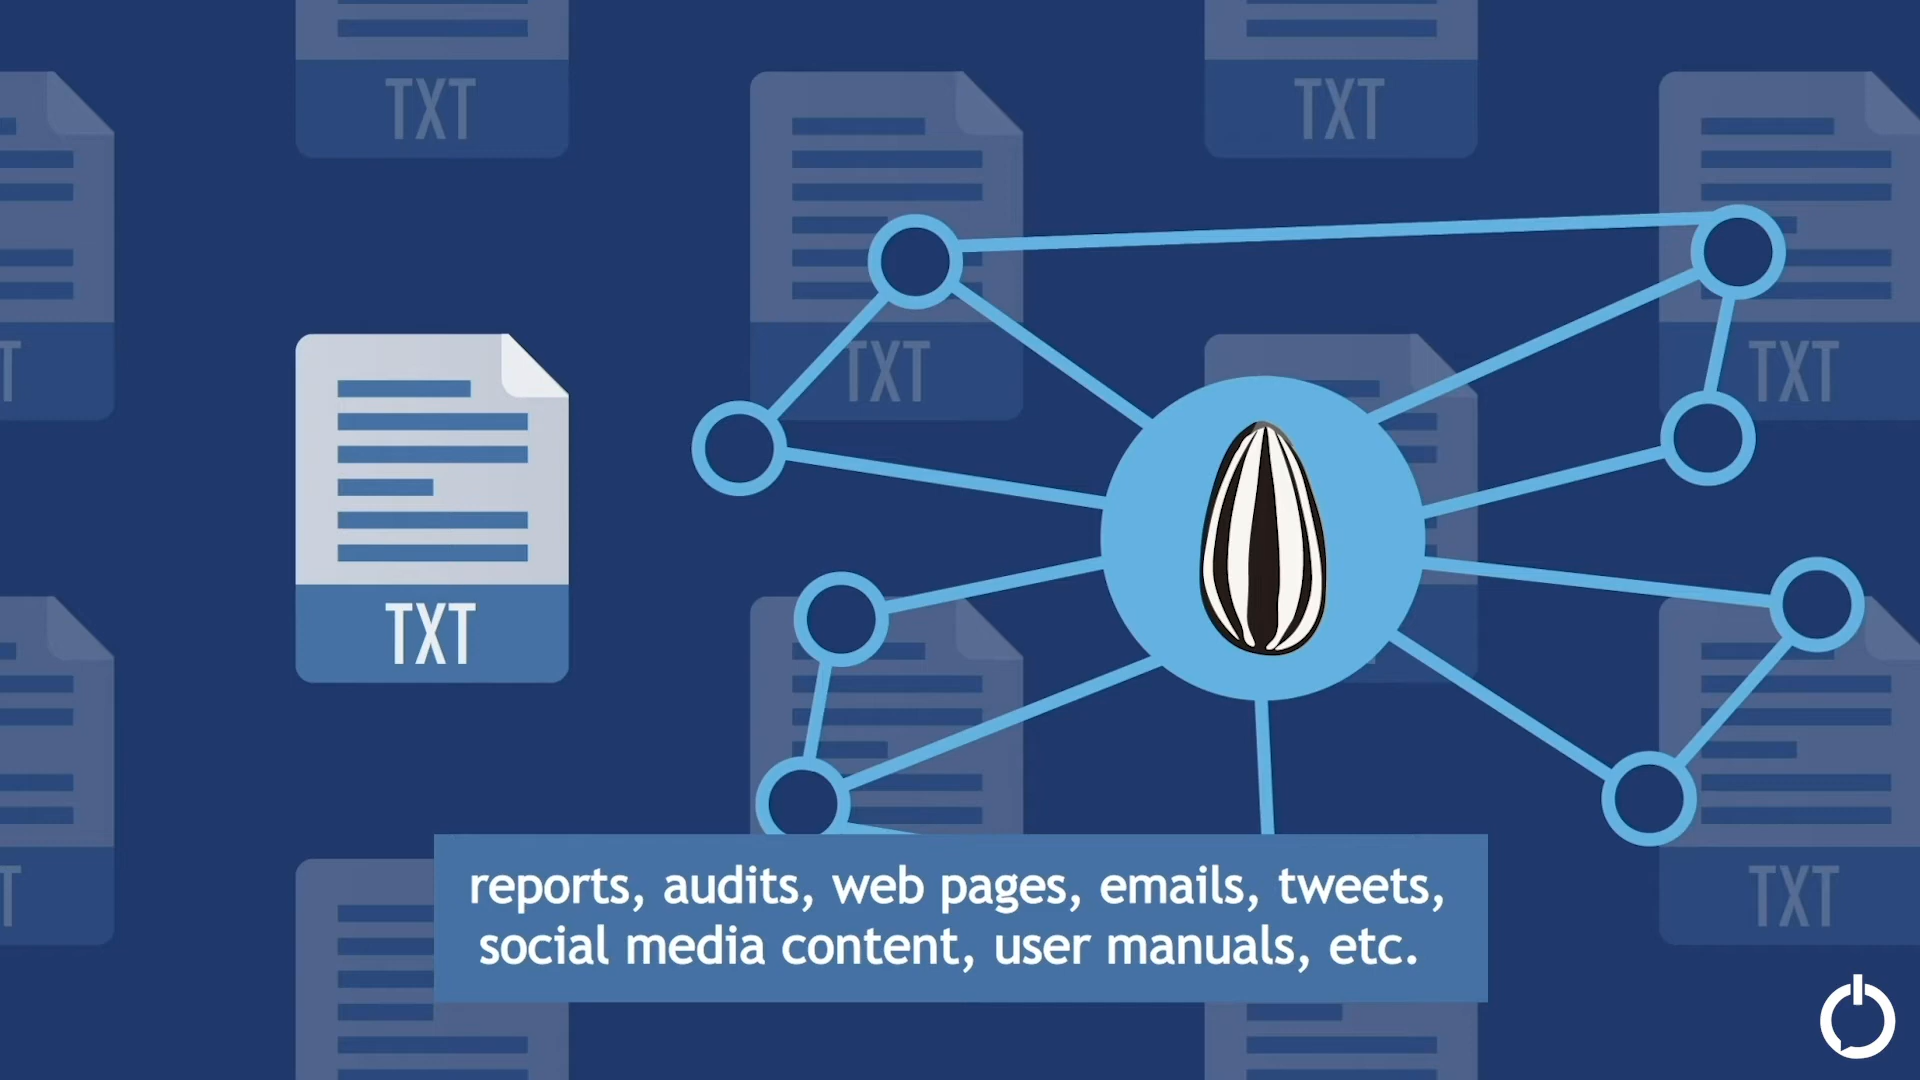 TXT
TXT
TXT
TXT
TXT
TXT
reports, audits, web pages, emails, tweets,
social media content, user manuals, etc.